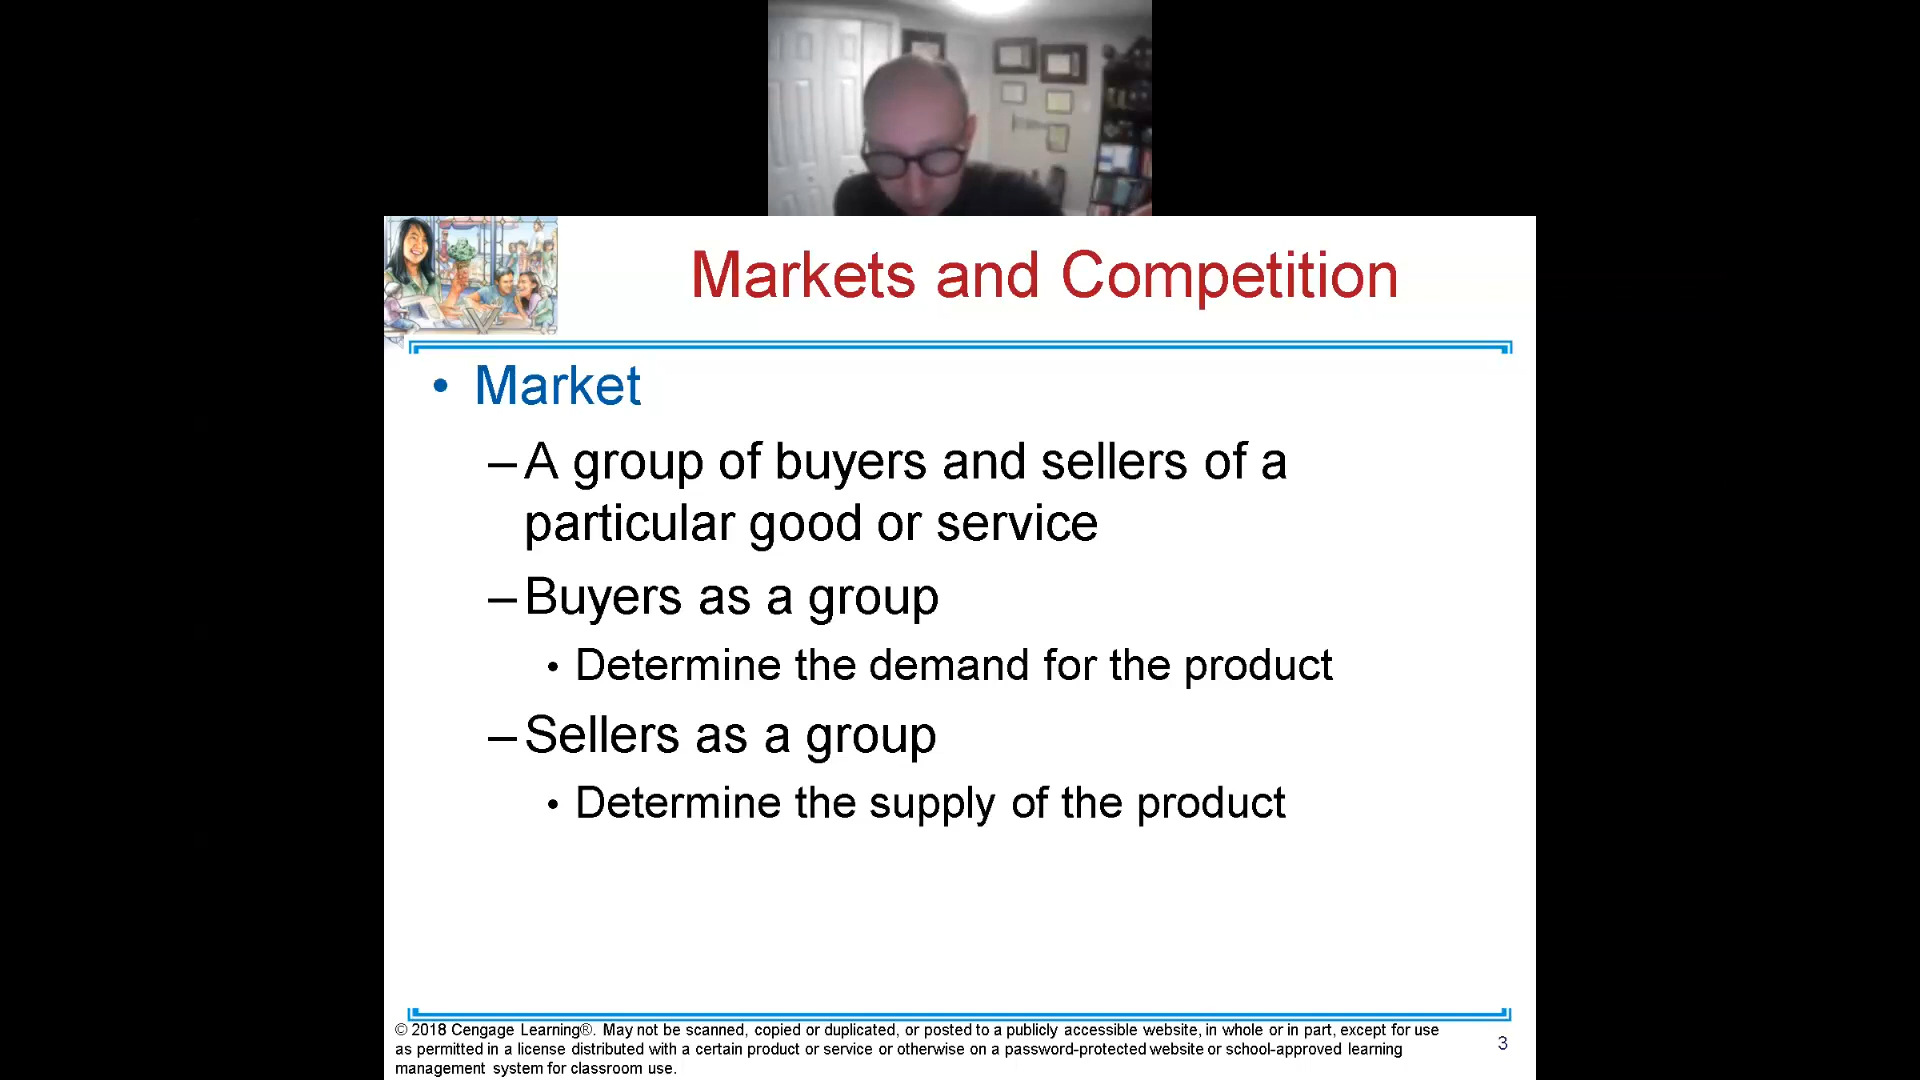 Markets and Competition
• Market
–A group of buyers and sellers of a
particular good or service
–Buyers as a group
• Determine the demand for the product
–Sellers as a group
• Determine the supply of the product
© 2018 Cengage Learning®. May not be scanned, copied or duplicated, or posted to a publicly accessible website, in whole or in part, except for use
as permitted in a license distributed with a certain product or service or otherwise on a password-protected website or school-approved learning
management system for classroom use.
3